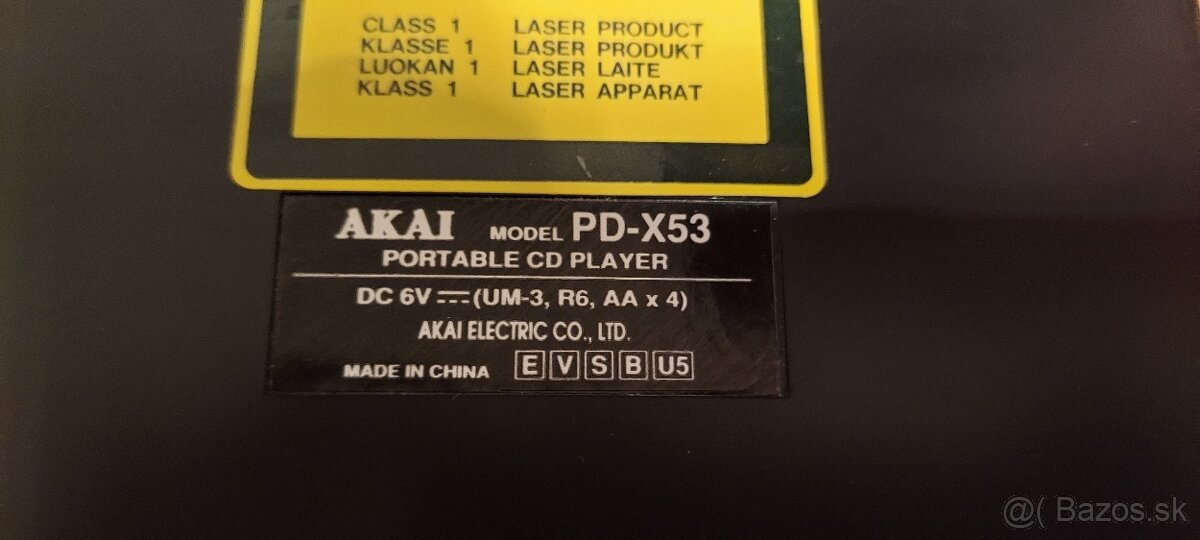 CLASS 1 LASER PRODUCT
KLASSE 1 LASER PRODUKT
LUOKAN 1 LASER LAITE
KLASS 1 LASER APPARAT
AKAI MODEL PD-X53
PORTABLE CD PLAYER
DC 6V ⎓ (UM-3, R6, AA x 4)
AKAI ELECTRIC CO., LTD.
MADE IN CHINA E V S B U5
@( Bazos.sk